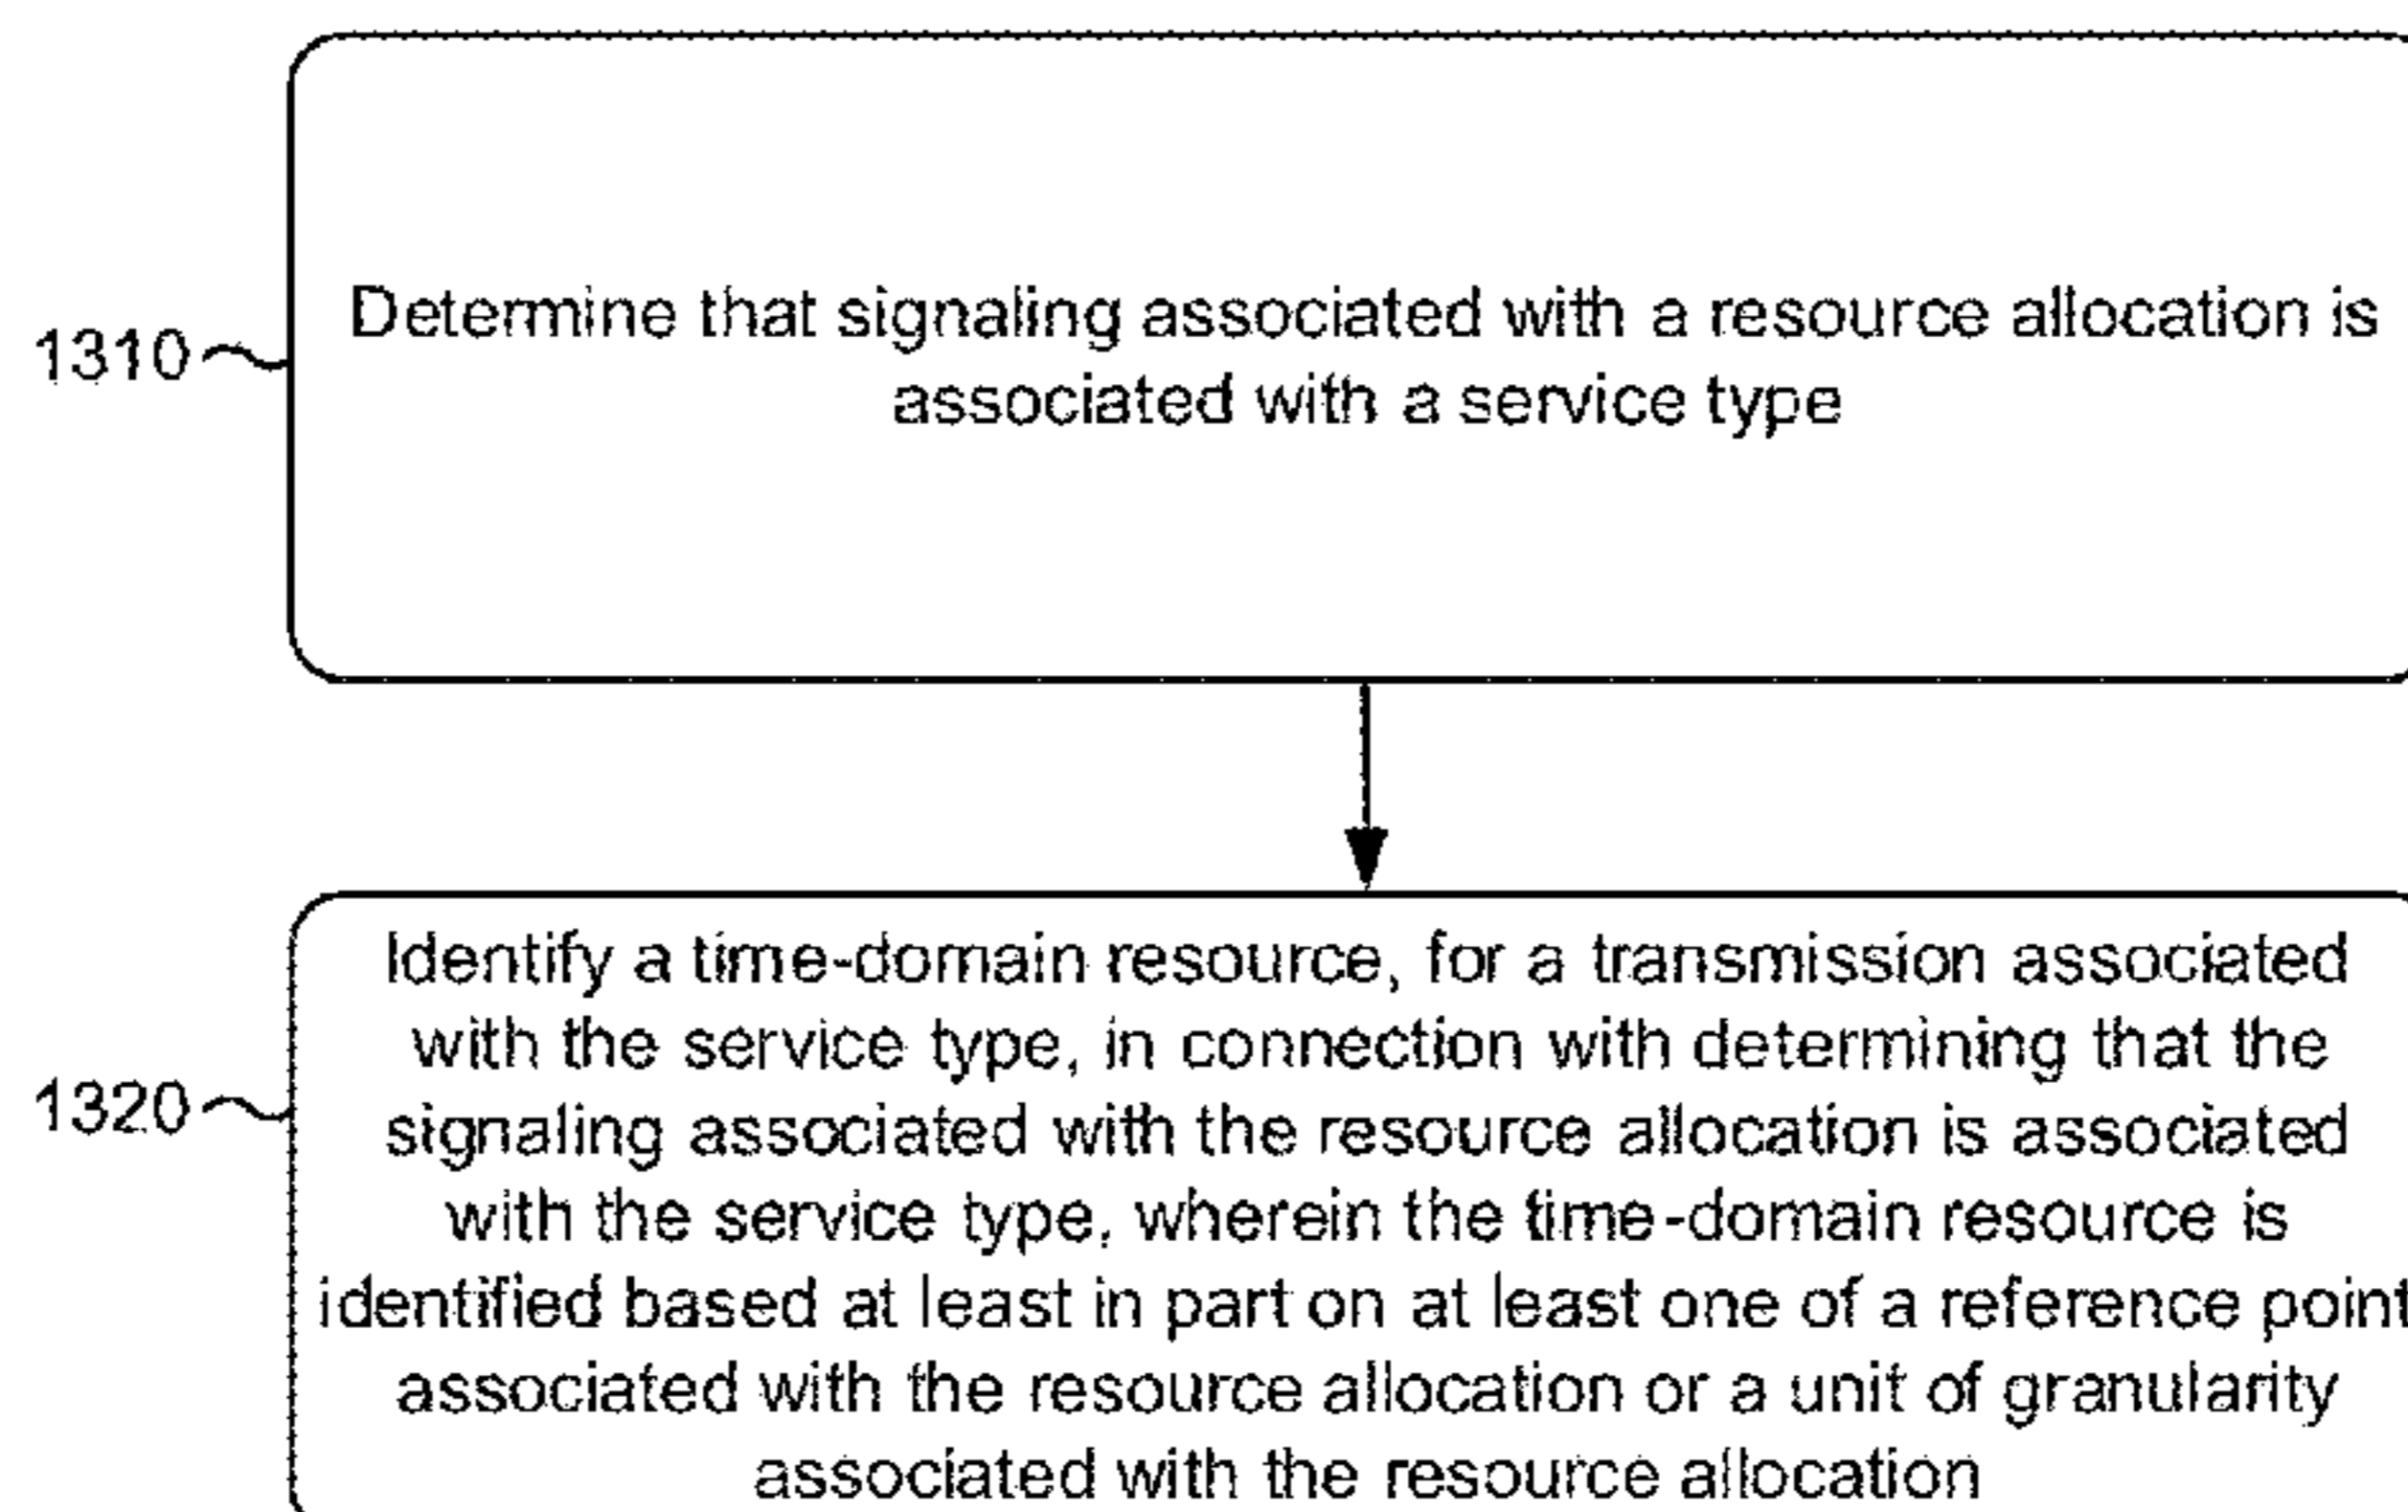 Determine that signaling associated with a resource allocation is
1310
associated with a service type
Identify a time-domain resource, for a transmission associated
with the service type, in connection with determining that the
1320
signaling associated with the resource allocation is associated
with the service type, wherein the time-domain resource is
identified based at least in part on at least one of a reference point
associated with the resource allocation or a unit of granularity
associated with the resource allocation